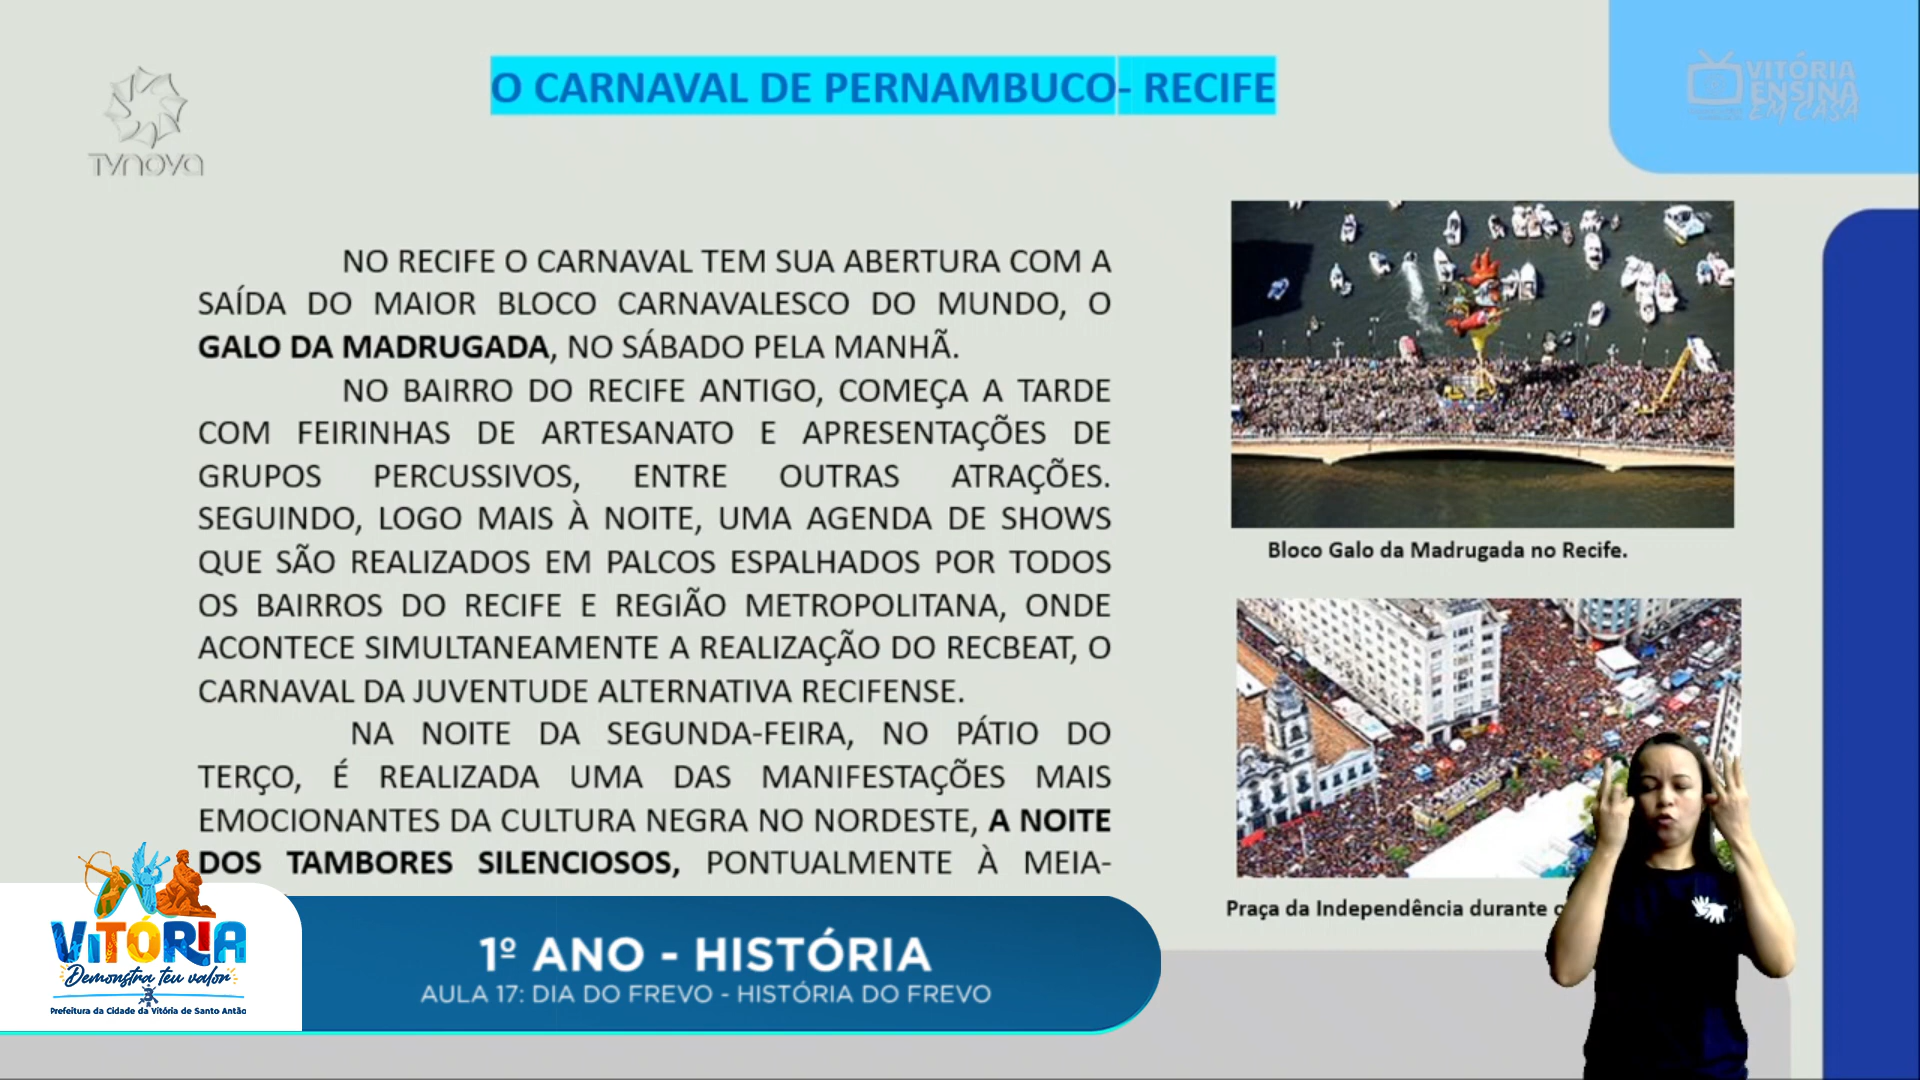 O CARNAVAL DE PERNAMBUCO- RECIFE
TVNOVA
VITÓRIA
ENSINA
EM CASA
NO RECIFE O CARNAVAL TEM SUA ABERTURA COM A
SAÍDA DO MAIOR BLOCO CARNAVALESCO DO MUNDO, O
GALO DA MADRUGADA, NO SÁBADO PELA MANHÃ.
NO BAIRRO DO RECIFE ANTIGO, COMEÇA A TARDE
COM FEIRINHAS DE ARTESANATO E APRESENTAÇÕES DE
GRUPOS PERCUSSIVOS, ENTRE OUTRAS ATRAÇÕES.
SEGUINDO, LOGO MAIS À NOITE, UMA AGENDA DE SHOWS
QUE SÃO REALIZADOS EM PALCOS ESPALHADOS POR TODOS
OS BAIRROS DO RECIFE E REGIÃO METROPOLITANA, ONDE
ACONTECE SIMULTANEAMENTE A REALIZAÇÃO DO RECBEAT, O
CARNAVAL DA JUVENTUDE ALTERNATIVA RECIFENSE.
NA NOITE DA SEGUNDA-FEIRA, NO PÁTIO DO
TERÇO, É REALIZADA UMA DAS MANIFESTAÇÕES MAIS
EMOCIONANTES DA CULTURA NEGRA NO NORDESTE, A NOITE
DOS TAMBORES SILENCIOSOS, PONTUALMENTE À MEIA-
Bloco Galo da Madrugada no Recife.
Praça da Independência durante
VITÓRIA
Demonstra teu valor
Prefeitura da Cidade da Vitória de Santo Antão
1º ANO - HISTÓRIA
AULA 17: DIA DO FREVO - HISTÓRIA DO FREVO